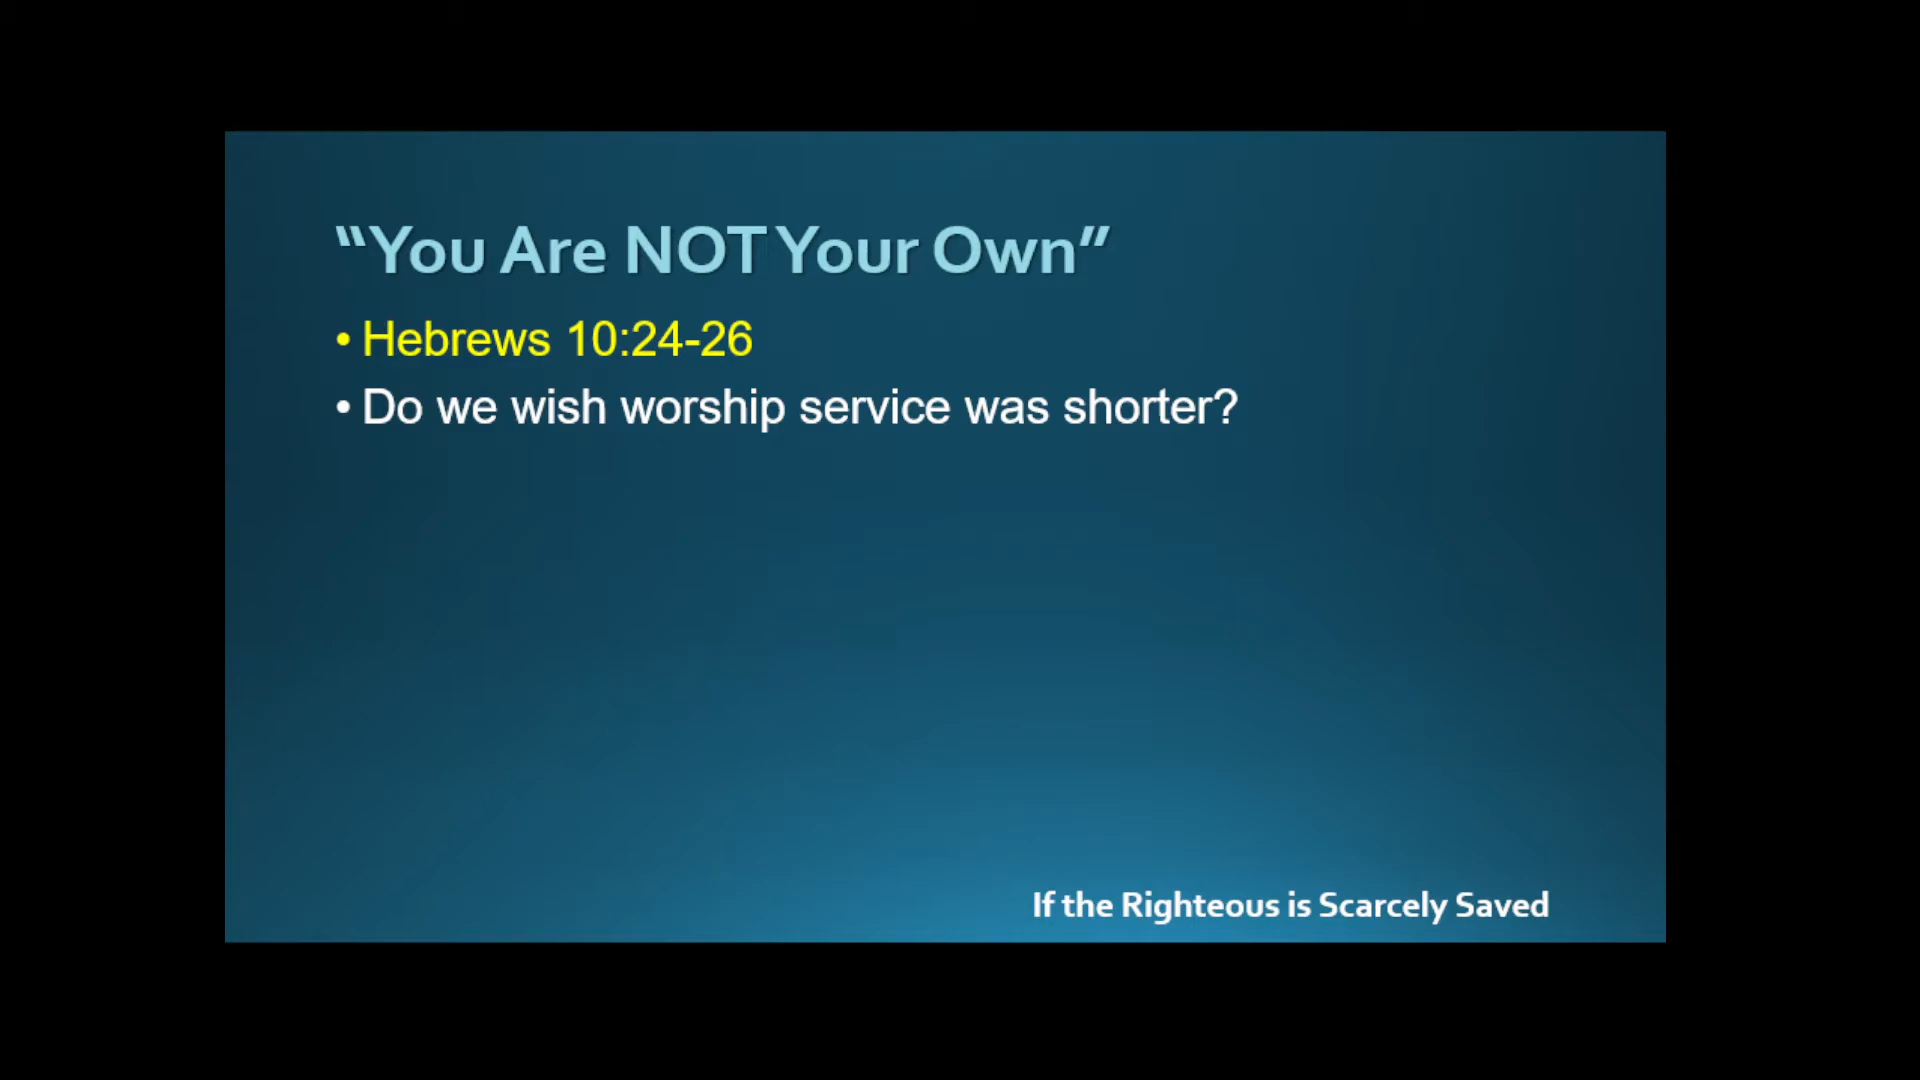 “You Are NOT Your Own”
• Hebrews 10:24-26
• Do we wish worship service was shorter?
If the Righteous is Scarcely Saved